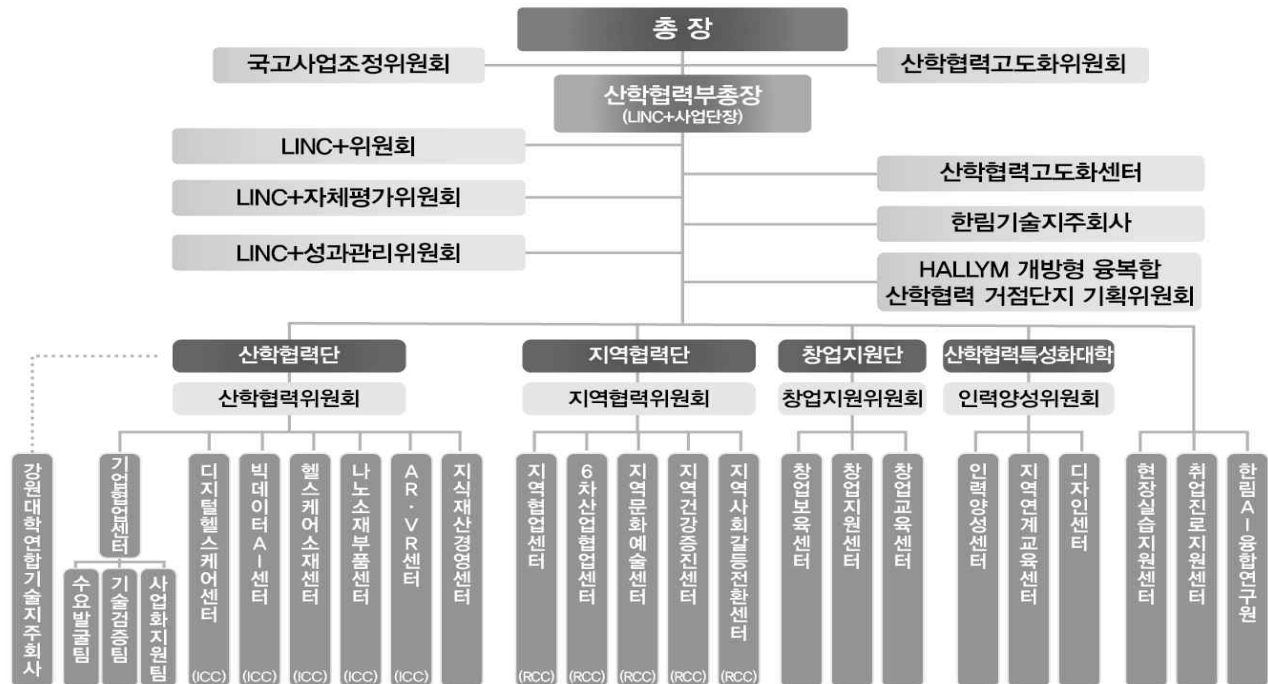 총 장
국고사업조정위원회
산학협력고도화위원회
산학협력부총장
(LINC+사업단장)
LINC+위원회
산학협력고도화센터
LINC+자체평가위원회
한림기술지주회사
LINC+성과관리위원회
HALLYM 개방형 융복합
산학협력 거점단지 기획위원회
산학협력단
지역협력단
창업지원단
산학협력특성화대학
산학협력위원회
지역협력위원회
창업지원위원회
인력양성위원회
강원대학연합기술지주회사
기업협업센터
수요발굴팀
기술검증팀
사업화지원팀
디지털헬스케어센터
(ICC)
빅데이터AI센터
(ICC)
헬스케어소재센터
(ICC)
나노소재부품센터
(ICC)
AR·VR센터
(ICC)
지식재산경영센터
지역협업센터
(RCC)
6차산업협업센터
(RCC)
지역문화예술센터
(RCC)
지역건강증진센터
(RCC)
지역사회갈등전환센터
(RCC)
창업보육센터
창업지원센터
창업교육센터
인력양성센터
지역연계교육센터
디자인센터
현장실습지원센터
취업진로지원센터
한림AI융합연구원